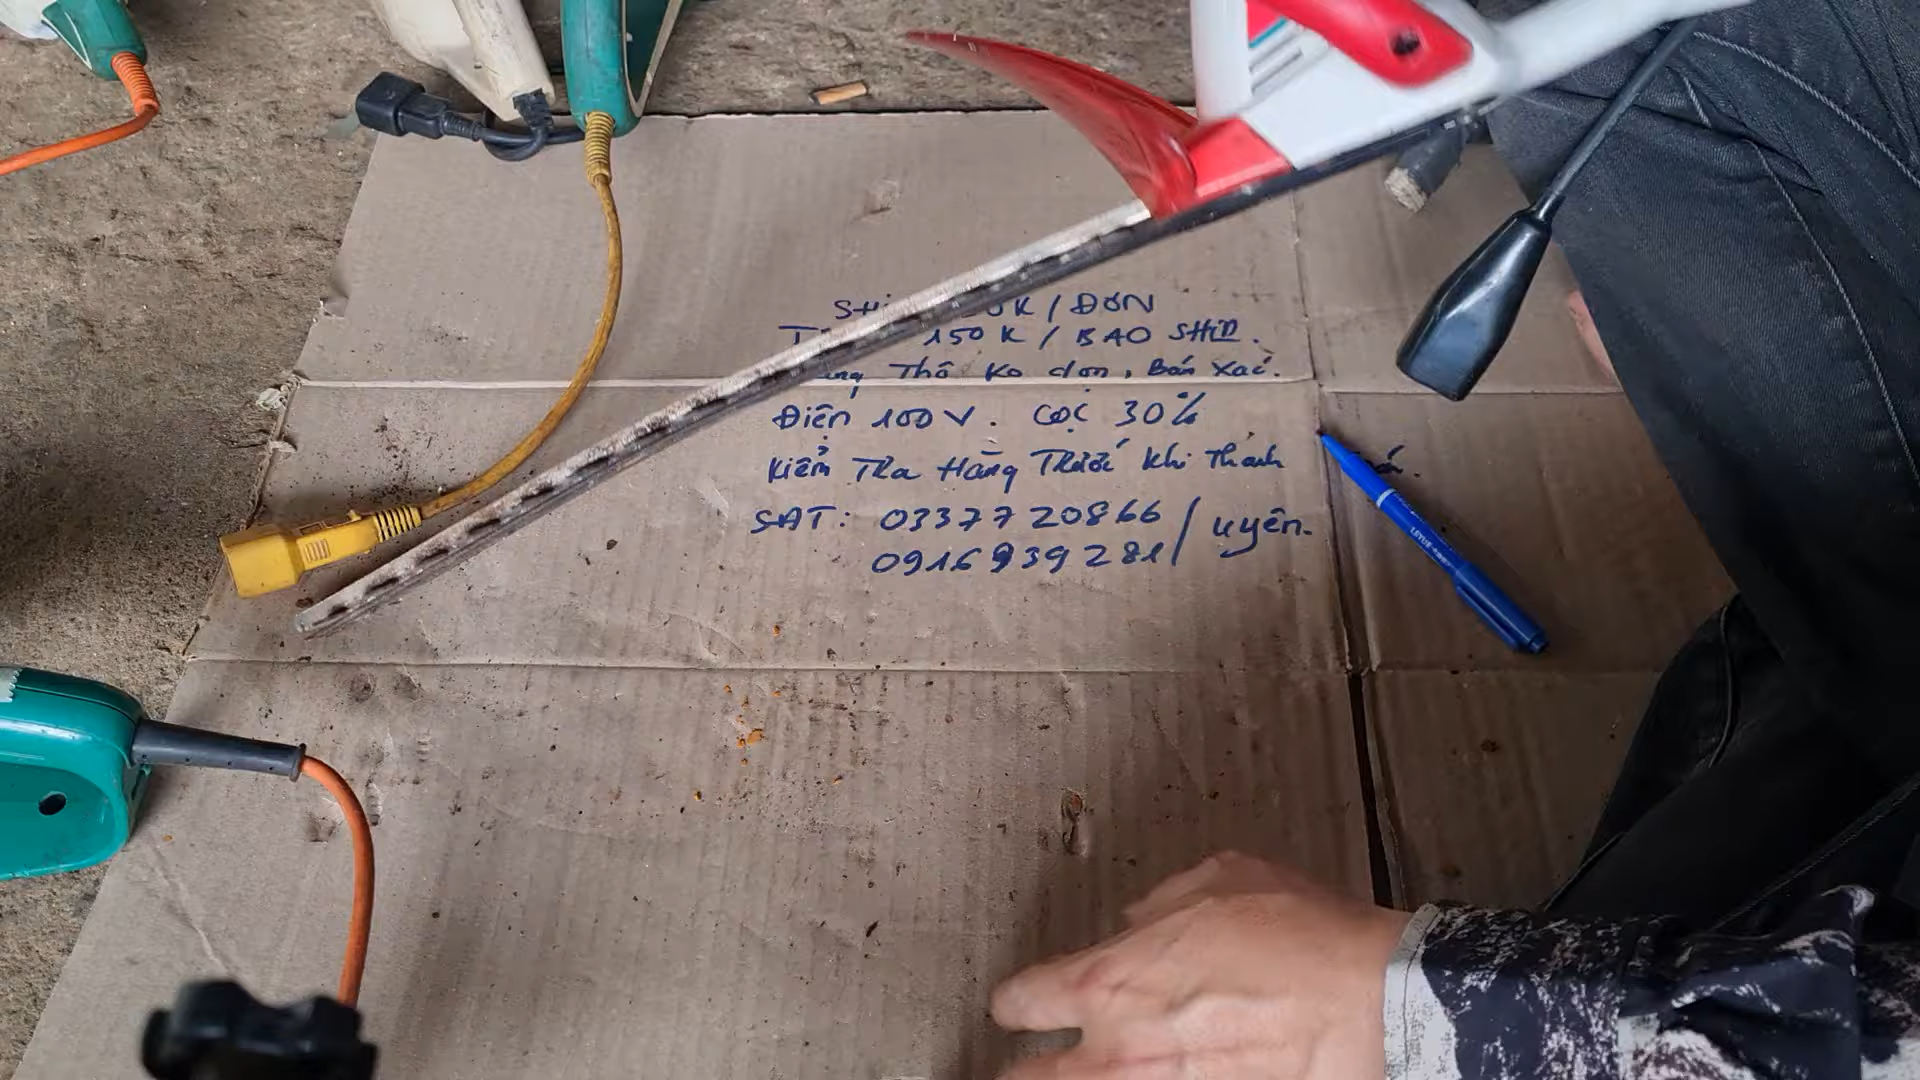 K / ĐƠN
150 K / BAO SHIP.
Thô Ko dọn, Bán Xác.
Điện 100 V. CỌC 30%
Kiểm Tra Hàng Trước Khi Thanh
SĐT: 0337720866 / Uyên.
0916939281 /